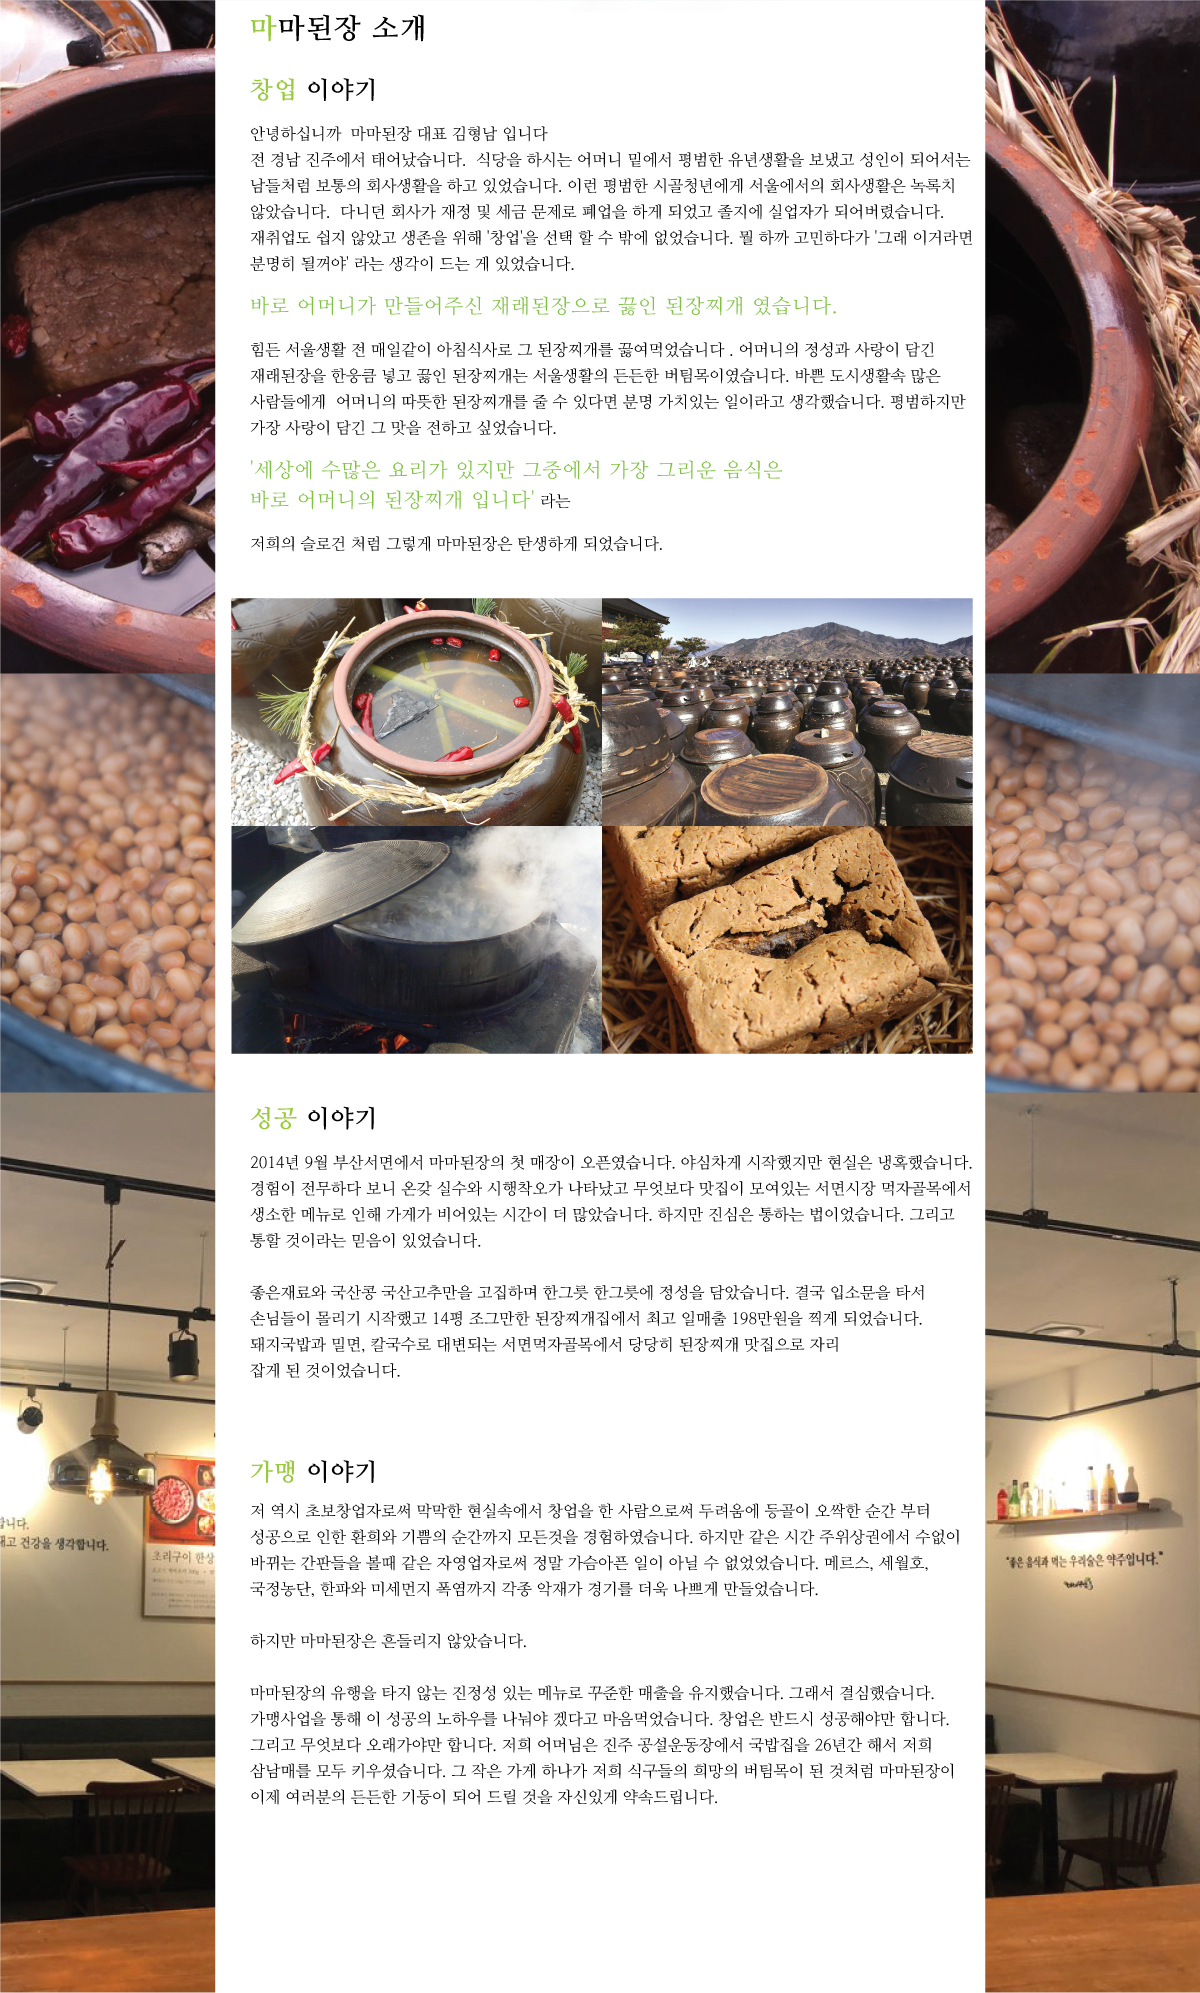 마마된장 소개
창업 이야기
안녕하십니까 마마된장 대표 김형남 입니다
전 경남 진주에서 태어났습니다. 식당을 하시는 어머니 밑에서 평범한 유년생활을 보냈고 성인이 되어서는
남들처럼 보통의 회사생활을 하고 있었습니다. 이런 평범한 시골청년에게 서울에서의 회사생활은 녹록치
않았습니다. 다니던 회사가 재정 및 세금 문제로 폐업을 하게 되었고 졸지에 실업자가 되어버렸습니다.
재취업도 쉽지 않았고 생존을 위해 '창업'을 선택 할 수 밖에 없었습니다. 뭘 하까 고민하다가 '그래 이거라면
분명히 될꺼야' 라는 생각이 드는 게 있었습니다.
바로 어머니가 만들어주신 재래된장으로 끓인 된장찌개 였습니다.
힘든 서울생활 전 매일같이 아침식사로 그 된장찌개를 끓여먹었습니다 . 어머니의 정성과 사랑이 담긴
재래된장을 한웅큼 넣고 끓인 된장찌개는 서울생활의 든든한 버팀목이였습니다. 바쁜 도시생활속 많은
사람들에게 어머니의 따뜻한 된장찌개를 줄 수 있다면 분명 가치있는 일이라고 생각했습니다. 평범하지만
가장 사랑이 담긴 그 맛을 전하고 싶었습니다.
'세상에 수많은 요리가 있지만 그중에서 가장 그리운 음식은
바로 어머니의 된장찌개 입니다' 라는
저희의 슬로건 처럼 그렇게 마마된장은 탄생하게 되었습니다.
성공 이야기
2014년 9월 부산서면에서 마마된장의 첫 매장이 오픈였습니다. 야심차게 시작했지만 현실은 냉혹했습니다.
경험이 전무하다 보니 온갖 실수와 시행착오가 나타났고 무엇보다 맛집이 모여있는 서면시장 먹자골목에서
생소한 메뉴로 인해 가게가 비어있는 시간이 더 많았습니다. 하지만 진심은 통하는 법이었습니다. 그리고
통할 것이라는 믿음이 있었습니다.
좋은재료와 국산콩 국산고추만을 고집하며 한그릇 한그릇에 정성을 담았습니다. 결국 입소문을 타서
손님들이 몰리기 시작했고 14평 조그만한 된장찌개집에서 최고 일매출 198만원을 찍게 되었습니다.
돼지국밥과 밀면, 칼국수로 대변되는 서면먹자골목에서 당당히 된장찌개 맛집으로 자리
잡게 된 것이었습니다.
가맹 이야기
저 역시 초보창업자로써 막막한 현실속에서 창업을 한 사람으로써 두려움에 등골이 오싹한 순간 부터
성공으로 인한 환희와 기쁨의 순간까지 모든것을 경험하였습니다. 하지만 같은 시간 주위상권에서 수없이
바뀌는 간판들을 볼때 같은 자영업자로써 정말 가슴아픈 일이 아닐 수 없었었습니다. 메르스, 세월호,
국정농단, 한파와 미세먼지 폭염까지 각종 악재가 경기를 더욱 나쁘게 만들었습니다.
하지만 마마된장은 흔들리지 않았습니다.
마마된장의 유행을 타지 않는 진정성 있는 메뉴로 꾸준한 매출을 유지했습니다. 그래서 결심했습니다.
가맹사업을 통해 이 성공의 노하우를 나눠야 겠다고 마음먹었습니다. 창업은 반드시 성공해야만 합니다.
그리고 무엇보다 오래가야만 합니다. 저희 어머님은 진주 공설운동장에서 국밥집을 26년간 해서 저희
삼남매를 모두 키우셨습니다. 그 작은 가게 하나가 저희 식구들의 희망의 버팀목이 된 것처럼 마마된장이
이제 여러분의 든든한 기둥이 되어 드릴 것을 자신있게 약속드립니다.
합니다.
고 건강을 생각합니다.
초리구이 한상
"좋은 음식과 먹는 우리술은 약주입니다."